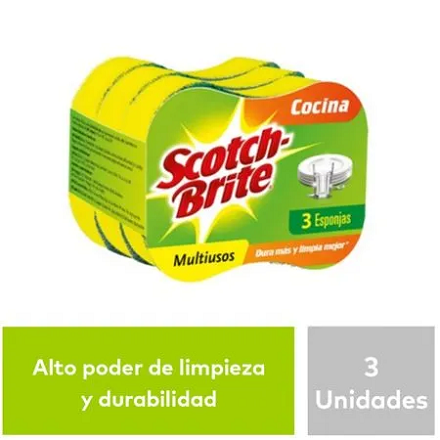 Cocina
Scotch-
Brite
3 Esponjas
Multiusos
Dura más y limpia mejor*
Alto poder de limpieza
y durabilidad
3
Unidades